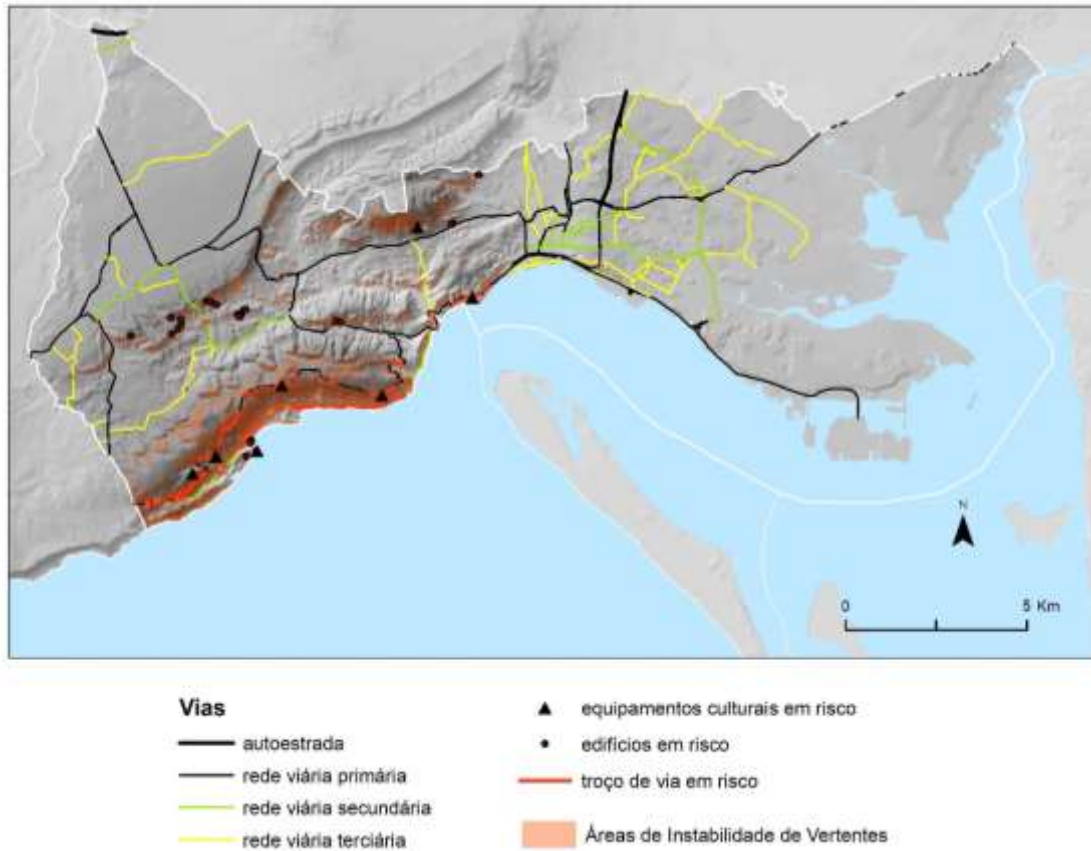 N
0 5 Km
Vias
autoestrada
rede viária primária
rede viária secundária
rede viária terciária
equipamentos culturais em risco
edifícios em risco
troço de via em risco
Áreas de Instabilidade de Vertentes